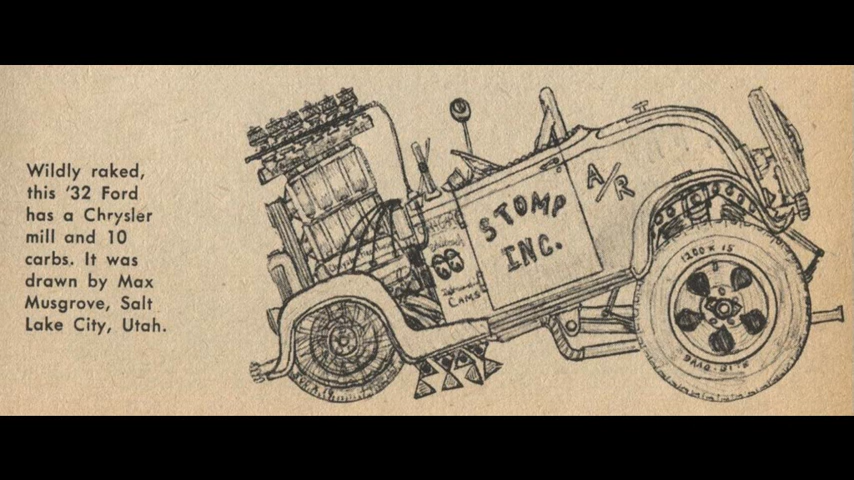 Wildly raked,
this '32 Ford
has a Chrysler
mill and 10
carbs. It was
drawn by Max
Musgrove, Salt
Lake City, Utah.
STOMP
INC.
A/R
CAMS
1200 x 15